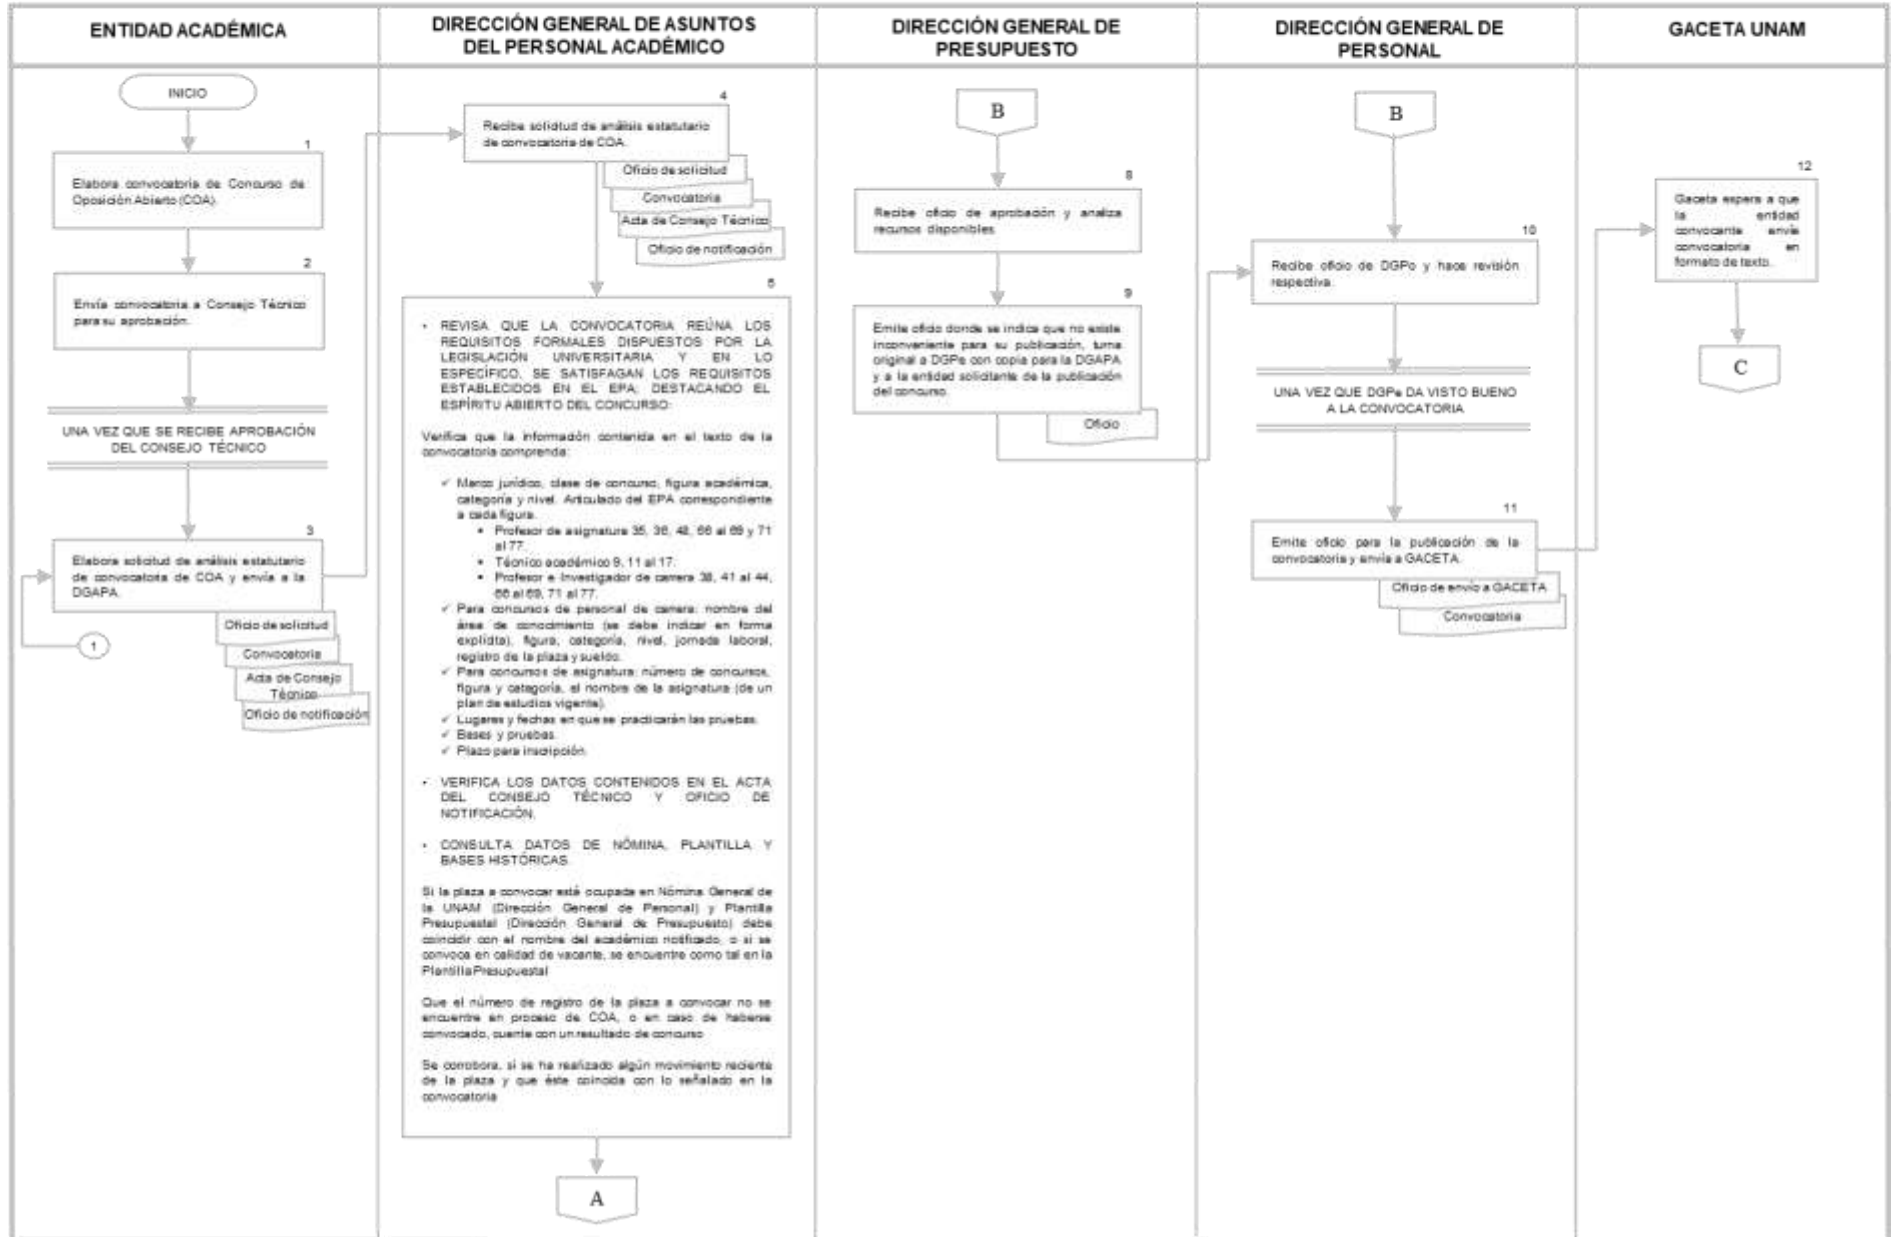 ENTIDAD ACADÉMICA
INICIO
1
Elabora convocatoria de Concurso de
Oposición Abierto (COA).
2
Envía convocatoria a Consejo Técnico
para su aprobación.
UNA VEZ QUE SE RECIBE APROBACIÓN
DEL CONSEJO TÉCNICO
3
Elabora solicitud de análisis estatutario
de convocatoria de COA y envía a la
DGAPA.
Oficio de solicitud
Convocatoria
Acta de Consejo
Técnico
Oficio de notificación
1
DIRECCIÓN GENERAL DE ASUNTOS
DEL PERSONAL ACADÉMICO
4
Recibe solicitud de análisis estatutario
de convocatoria de COA.
Oficio de solicitud
Convocatoria
Acta de Consejo Técnico
Oficio de notificación
5
• REVISA QUE LA CONVOCATORIA REÚNA LOS
REQUISITOS FORMALES DISPUESTOS POR LA
LEGISLACIÓN UNIVERSITARIA Y EN LO
ESPECÍFICO, SE SATISFAGAN LOS REQUISITOS
ESTABLECIDOS EN EL EPA, DESTACANDO EL
ESPÍRITU ABIERTO DEL CONCURSO:
Verifica que la información contenida en el texto de la
convocatoria comprenda:
✓ Marco jurídico, clase de concurso, figura académica,
categoría y nivel. Articulado del EPA correspondiente
a cada figura.
• Profesor de asignatura 35, 36, 48, 66 al 69 y 71
al 77.
• Técnico académico 9, 11 al 17.
• Profesor e Investigador de carrera 38, 41 al 44,
66 al 69, 71 al 77.
✓ Para concursos de personal de carrera: nombre del
área de conocimiento (se debe indicar en forma
explícita), figura, categoría, nivel, jornada laboral,
registro de la plaza y sueldo.
✓ Para concursos de asignatura: número de concursos,
figura y categoría, el nombre de la asignatura (de un
plan de estudios vigente).
✓ Lugares y fechas en que se practicarán las pruebas.
✓ Bases y pruebas
✓ Plazo para inscripción
• VERIFICA LOS DATOS CONTENIDOS EN EL ACTA
DEL CONSEJO TÉCNICO Y OFICIO DE
NOTIFICACIÓN.
• CONSULTA DATOS DE NÓMINA, PLANTILLA Y
BASES HISTÓRICAS.
Si la plaza a convocar está ocupada en Nómina General de
la UNAM (Dirección General de Personal) y Plantilla
Presupuestal (Dirección General de Presupuesto) debe
coincidir con el nombre del académico notificado, o si se
convoca en calidad de vacante, se encuentre como tal en la
Plantilla Presupuestal
Que el número de registro de la plaza a convocar no se
encuentre en proceso de COA, o en caso de haberse
convocado, cuente con un resultado de concurso
Se corrobora, si se ha realizado algún movimiento reciente
de la plaza y que éste coincida con lo señalado en la
convocatoria
A
DIRECCIÓN GENERAL DE
PRESUPUESTO
B
8
Recibe oficio de aprobación y analiza
recursos disponibles.
9
Emite oficio donde se indica que no existe
inconveniente para su publicación, turna
original a DGPe con copia para la DGAPA
y a la entidad solicitante de la publicación
del concurso.
Oficio
DIRECCIÓN GENERAL DE
PERSONAL
B
10
Recibe oficio de DGPo y hace revisión
respectiva.
UNA VEZ QUE DGPe DA VISTO BUENO
A LA CONVOCATORIA
11
Emite oficio para la publicación de la
convocatoria y envía a GACETA.
Oficio de envío a GACETA
Convocatoria
GACETA UNAM
12
Gaceta espera a que
la entidad
convocante envíe
convocatoria en
formato de texto.
C